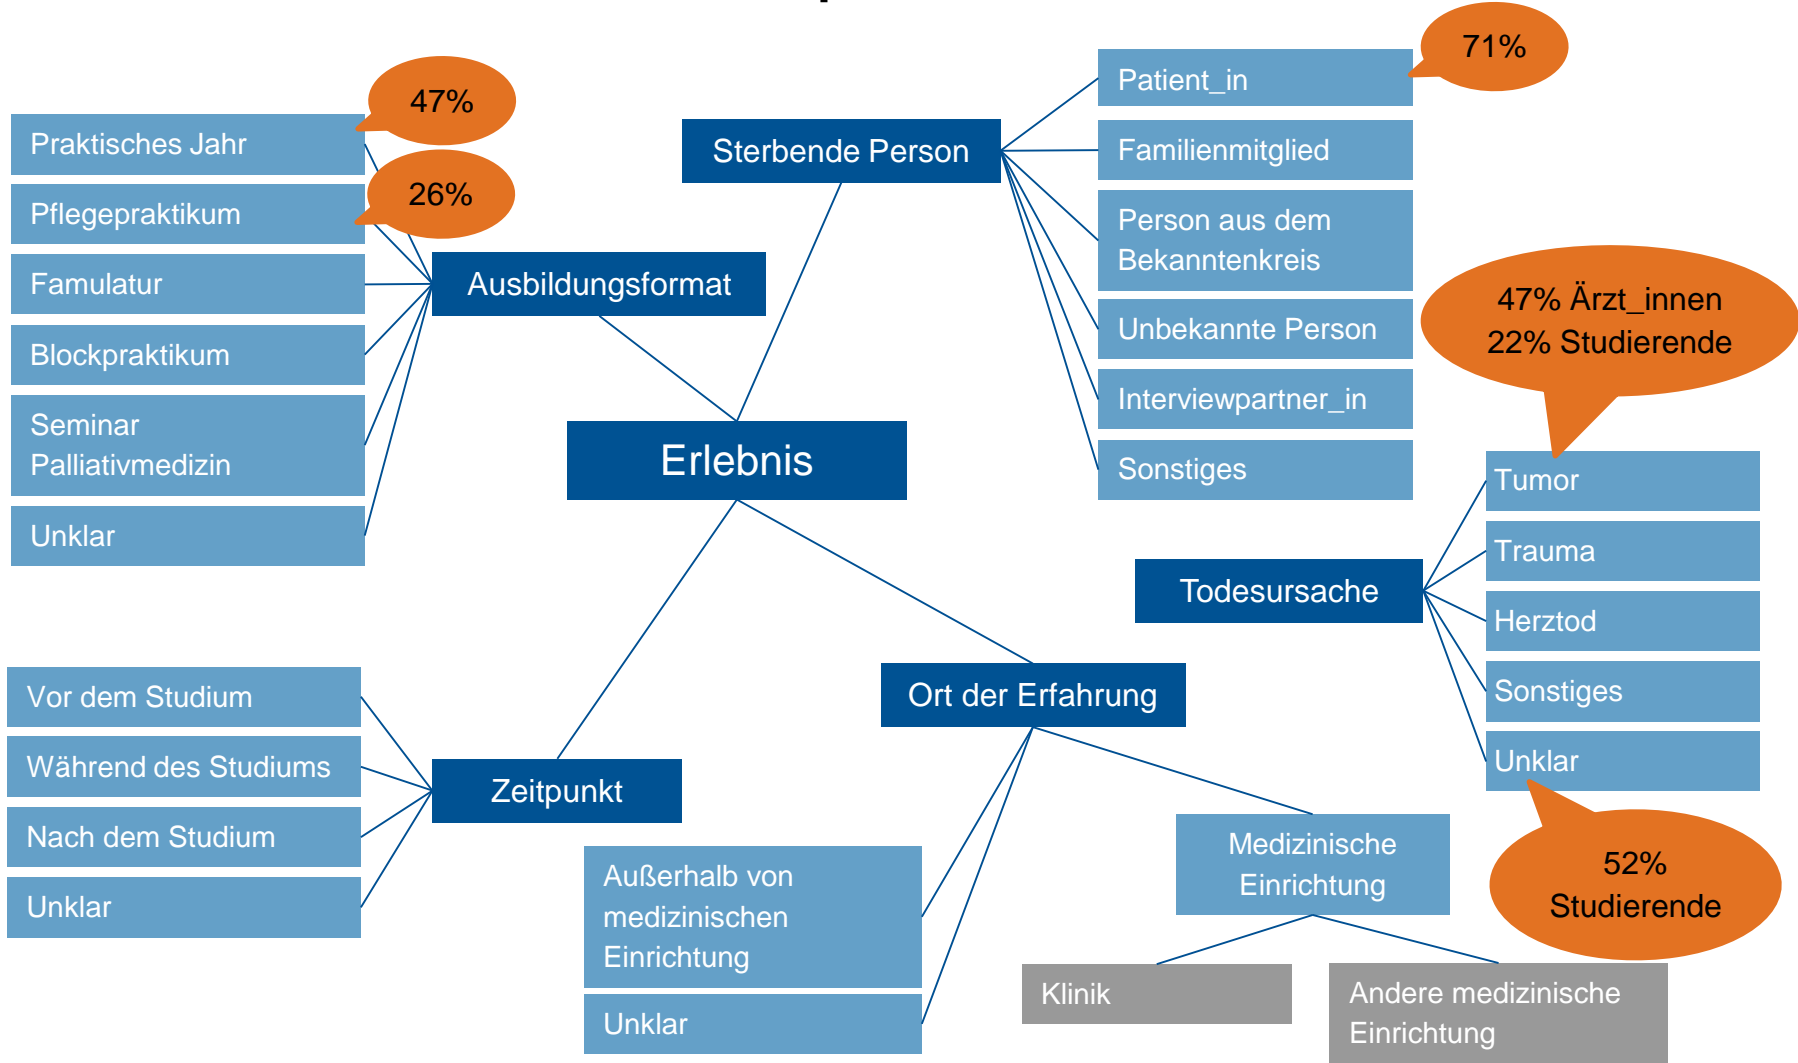 47%
Praktisches Jahr
26%
Pflegepraktikum
Famulatur
Blockpraktikum
Seminar
Palliativmedizin
Unklar
Ausbildungsformat
Sterbende Person
71%
Patient_in
Familienmitglied
Person aus dem
Bekanntenkreis
Unbekannte Person
Interviewpartner_in
Sonstiges
Erlebnis
47% Ärzt_innen
22% Studierende
Todesursache
Tumor
Trauma
Herztod
Sonstiges
Unklar
52%
Studierende
Vor dem Studium
Während des Studiums
Nach dem Studium
Unklar
Zeitpunkt
Ort der Erfahrung
Außerhalb von
medizinischen
Einrichtung
Unklar
Medizinische
Einrichtung
Klinik
Andere medizinische
Einrichtung